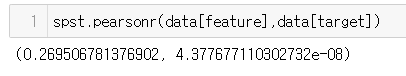 1 spst.pearsonr(data[feature],data[target])
(0.269506781376902, 4.377677110302732e-08)